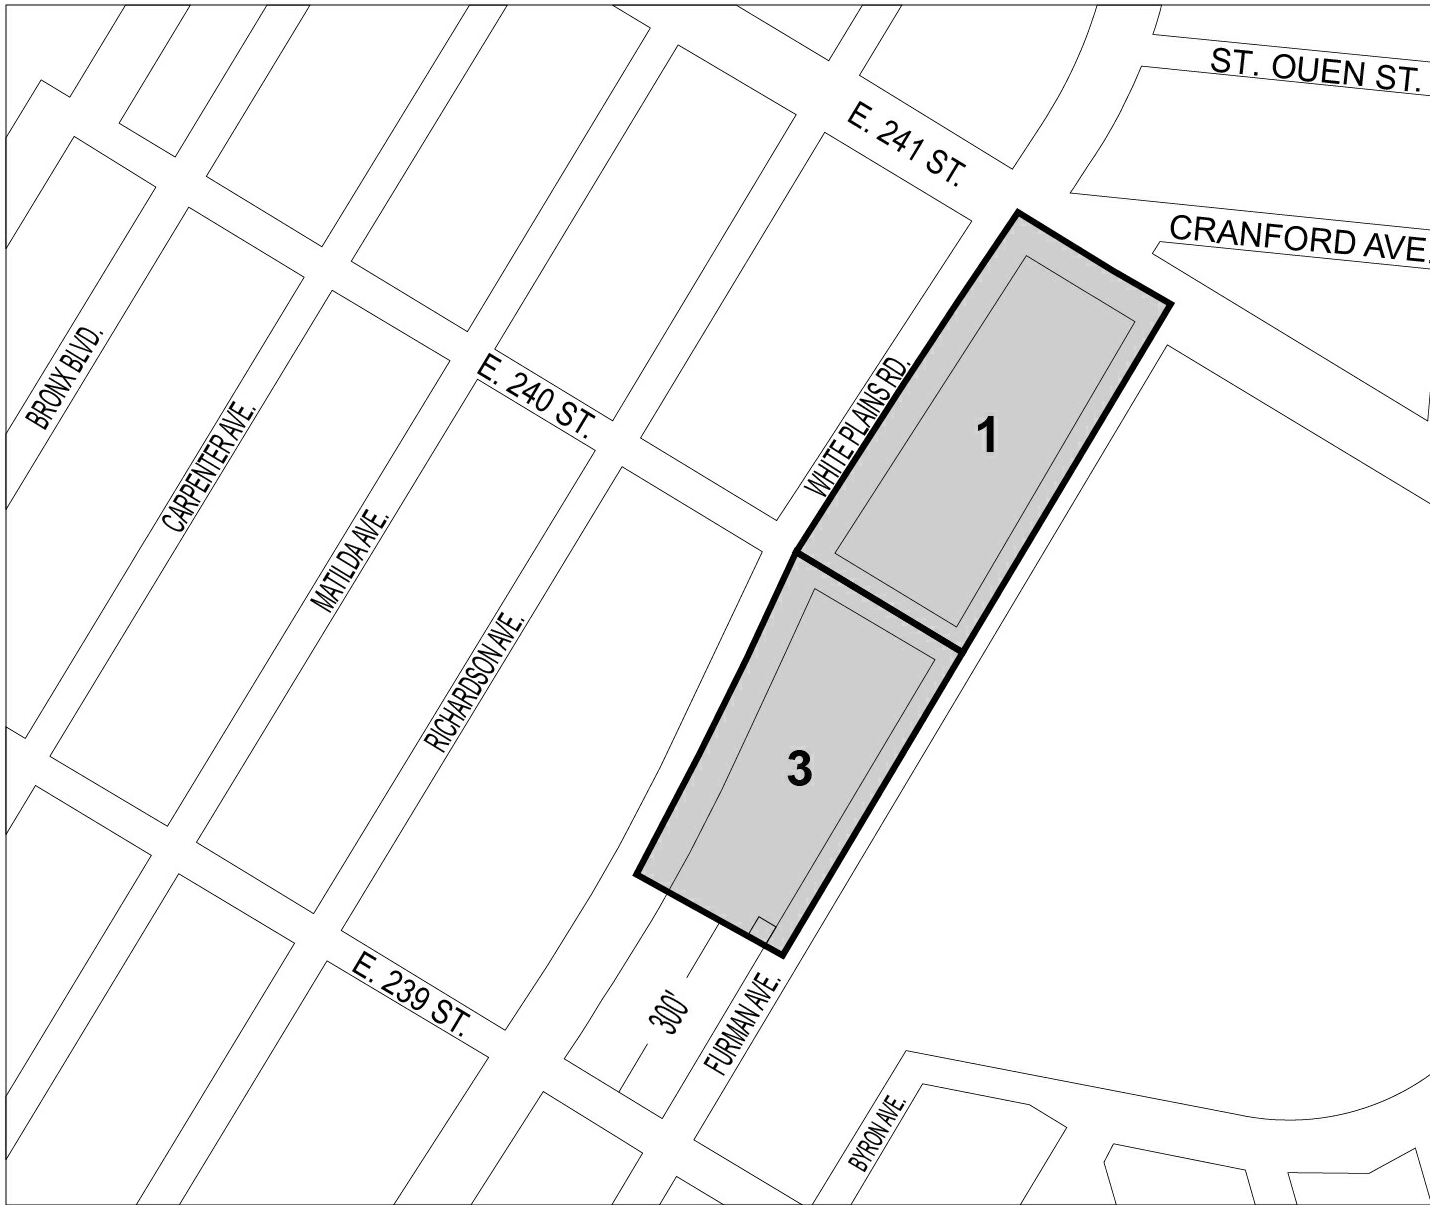 ST. OUEN ST.
E. 241 ST.
CRANFORD AVE.
BRONX BLVD.
E. 240 ST.
WHITE PLAINS RD.
1
CARPENTER AVE.
MATILDA AVE.
RICHARDSON AVE.
3
E. 239 ST.
300'
FURMAN AVE.
BYRON AVE.